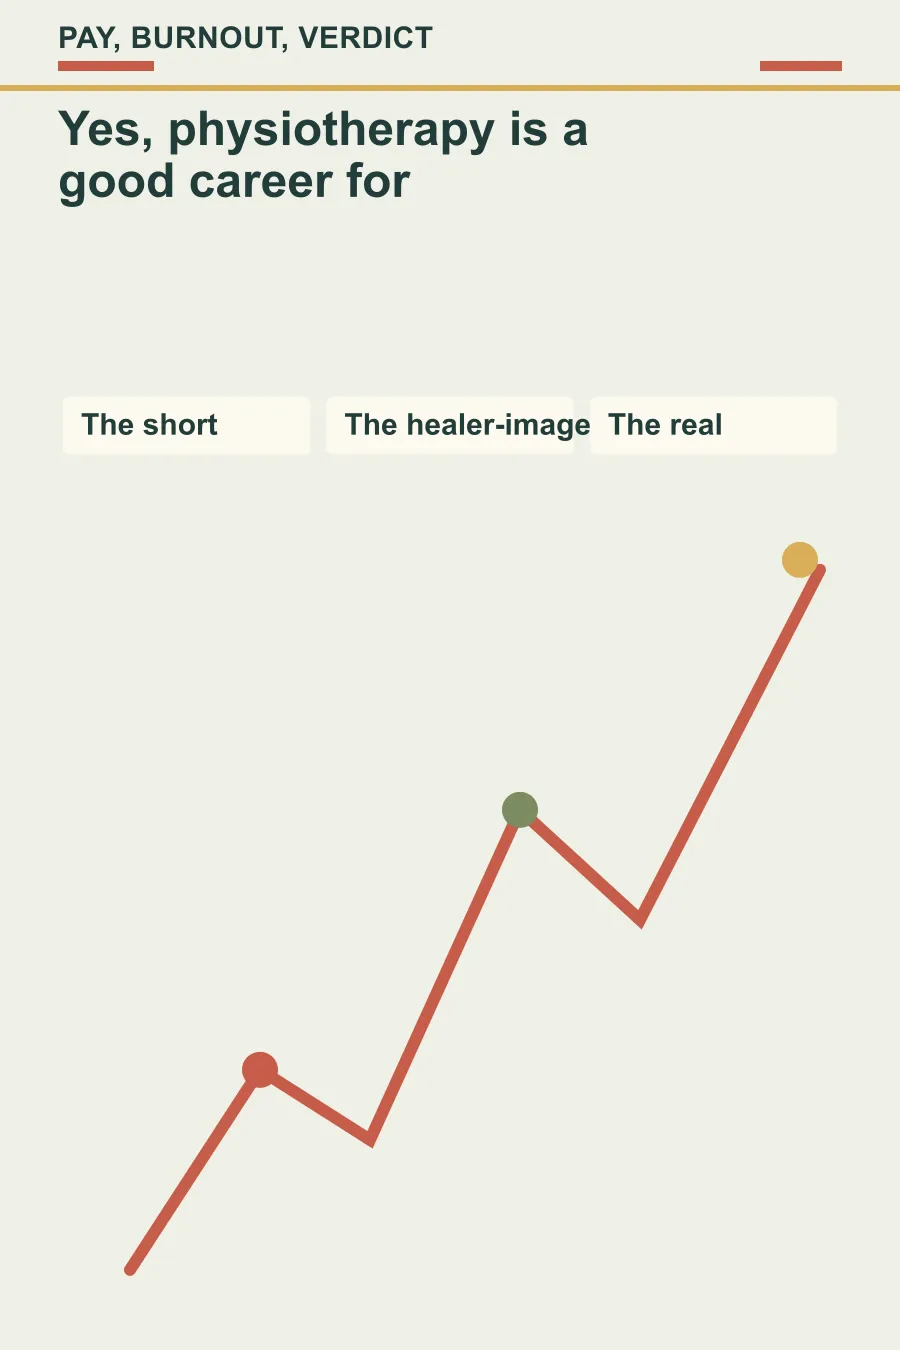 PAY, BURNOUT, VERDICT
Yes, physiotherapy is a
good career for
The short
The healer-image
The real